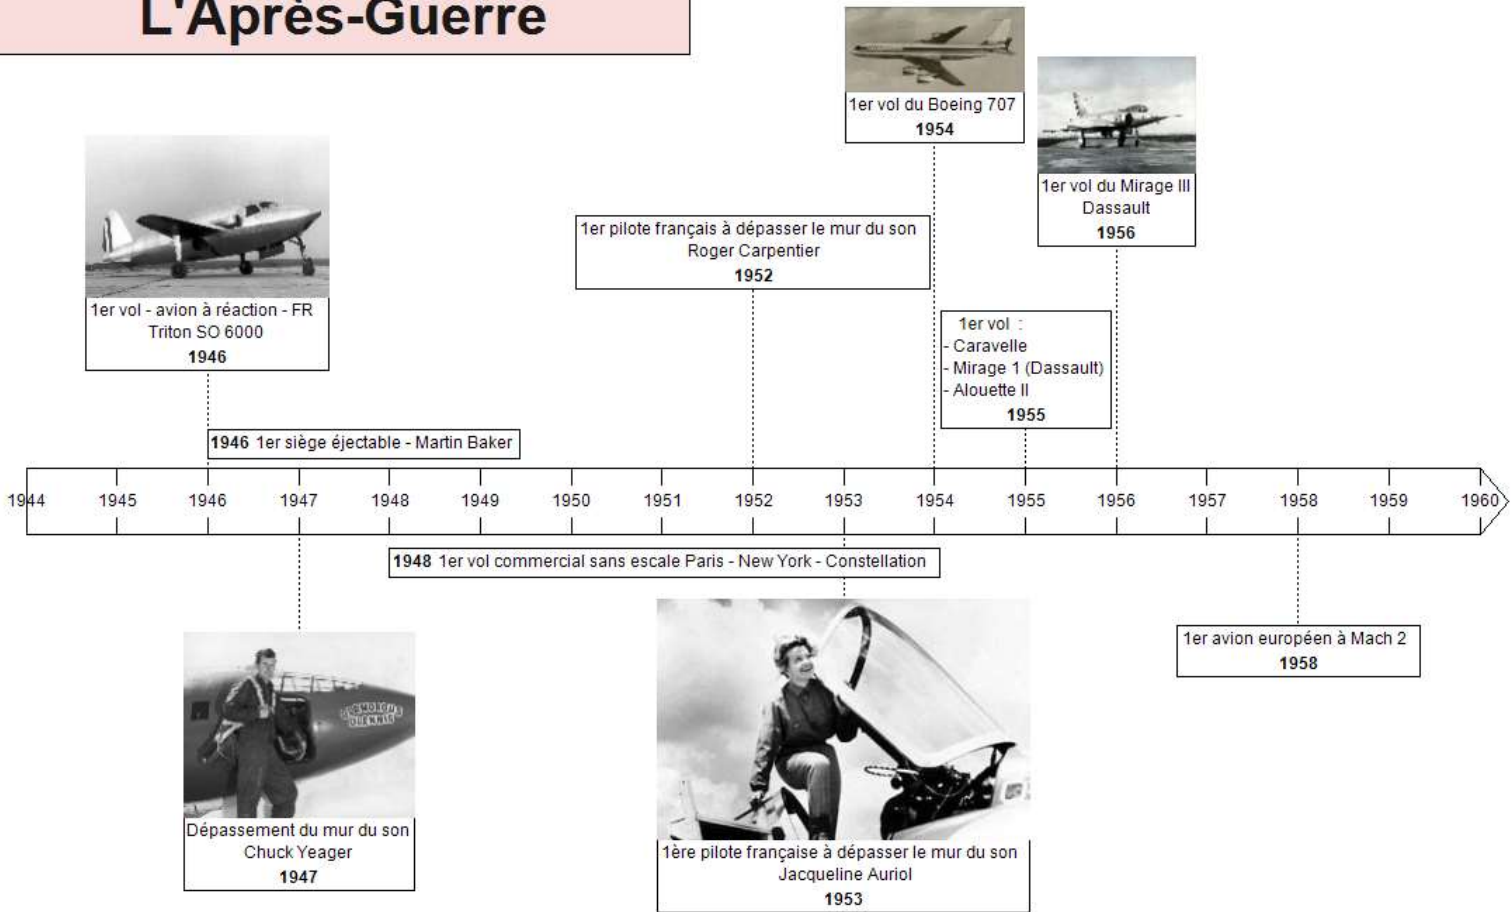 L'Après-Guerre
1er vol du Boeing 707
1954
1er vol du Mirage III
Dassault
1956
1er pilote français à dépasser le mur du son
Roger Carpentier
1952
1er vol - avion à réaction - FR
Triton SO 6000
1946
1er vol :
- Caravelle
- Mirage 1 (Dassault)
- Alouette II
1955
1946 1er siège éjectable - Martin Baker
1944 1945 1946 1947 1948 1949 1950 1951 1952 1953 1954 1955 1956 1957 1958 1959 1960
1948 1er vol commercial sans escale Paris - New York - Constellation
1er avion européen à Mach 2
1958
GLAMOROUS
GLENNIS
Dépassement du mur du son
Chuck Yeager
1947
1ère pilote française à dépasser le mur du son
Jacqueline Auriol
1953